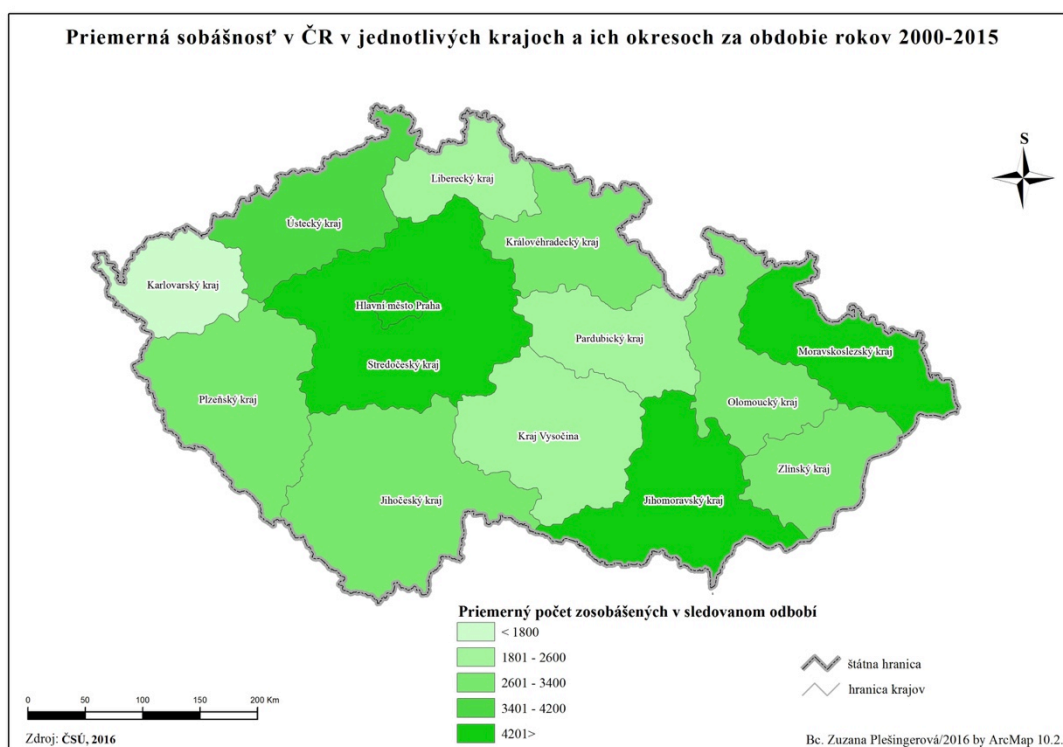 Priemerná sobášnosť v ČR v jednotlivých krajoch a ich okresoch za obdobie rokov 2000-2015
S
Liberecký kraj
Ústecký kraj
Královéhradecký kraj
Karlovarský kraj
Hlavní město Praha
Pardubický kraj
Moravskoslezský kraj
Stredočeský kraj
Plzeňský kraj
Olomoucký kraj
Kraj Vysočina
Zlínský kraj
Jihočeský kraj
Jihomoravský kraj
Priemerný počet zosobášených v sledovanom odbobí
< 1800
1801 - 2600
2601 - 3400
3401 - 4200
4201>
štátna hranica
hranica krajov
0 50 100 150 200 Km
Zdroj: ČSÚ, 2016
Bc. Zuzana Plešingerová/2016 by ArcMap 10.2